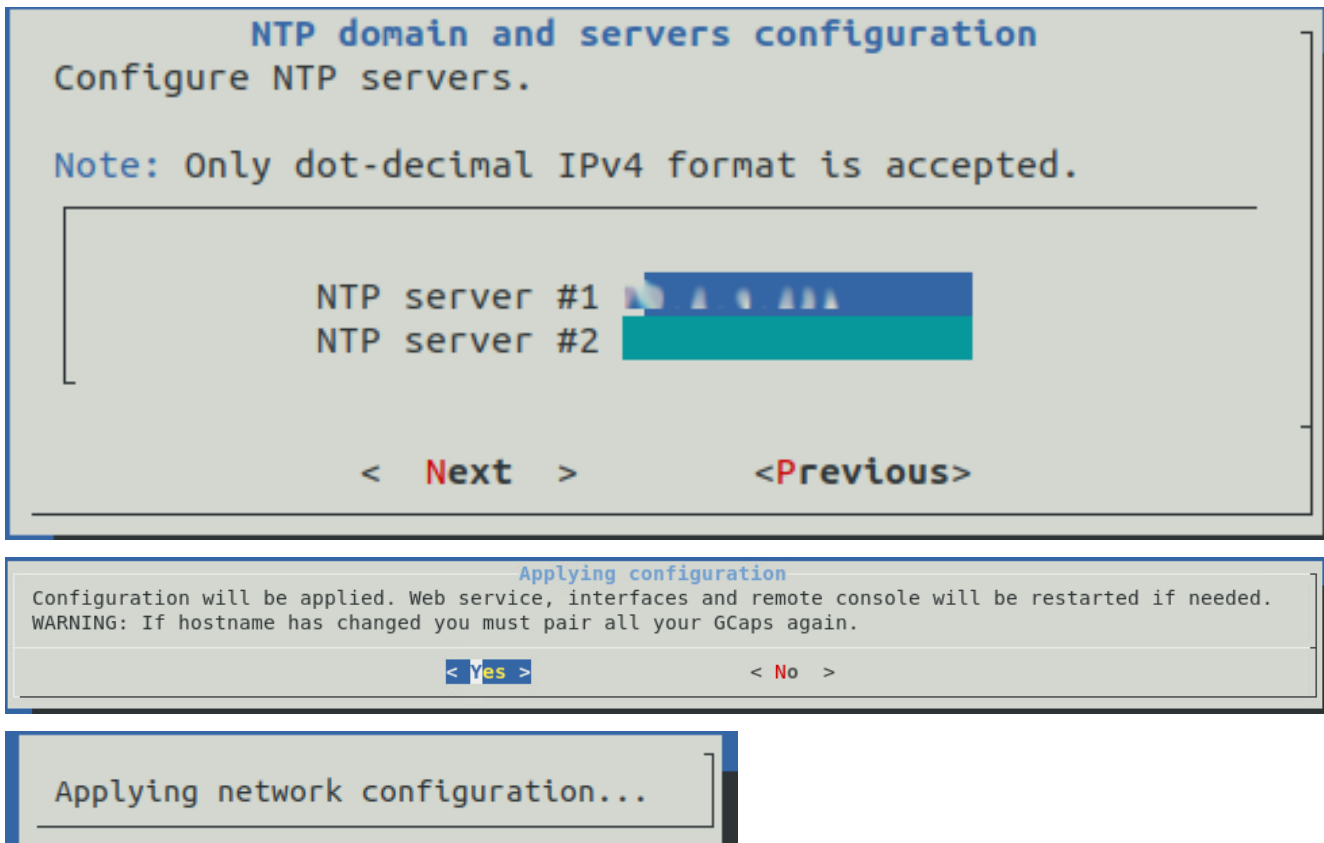 NTP domain and servers configuration
Configure NTP servers.
Note: Only dot-decimal IPv4 format is accepted.
NTP server #1
NTP server #2
< Next > <Previous>
Applying configuration
Configuration will be applied. Web service, interfaces and remote console will be restarted if needed.
WARNING: If hostname has changed you must pair all your GCaps again.
< Yes > < No >
Applying network configuration...